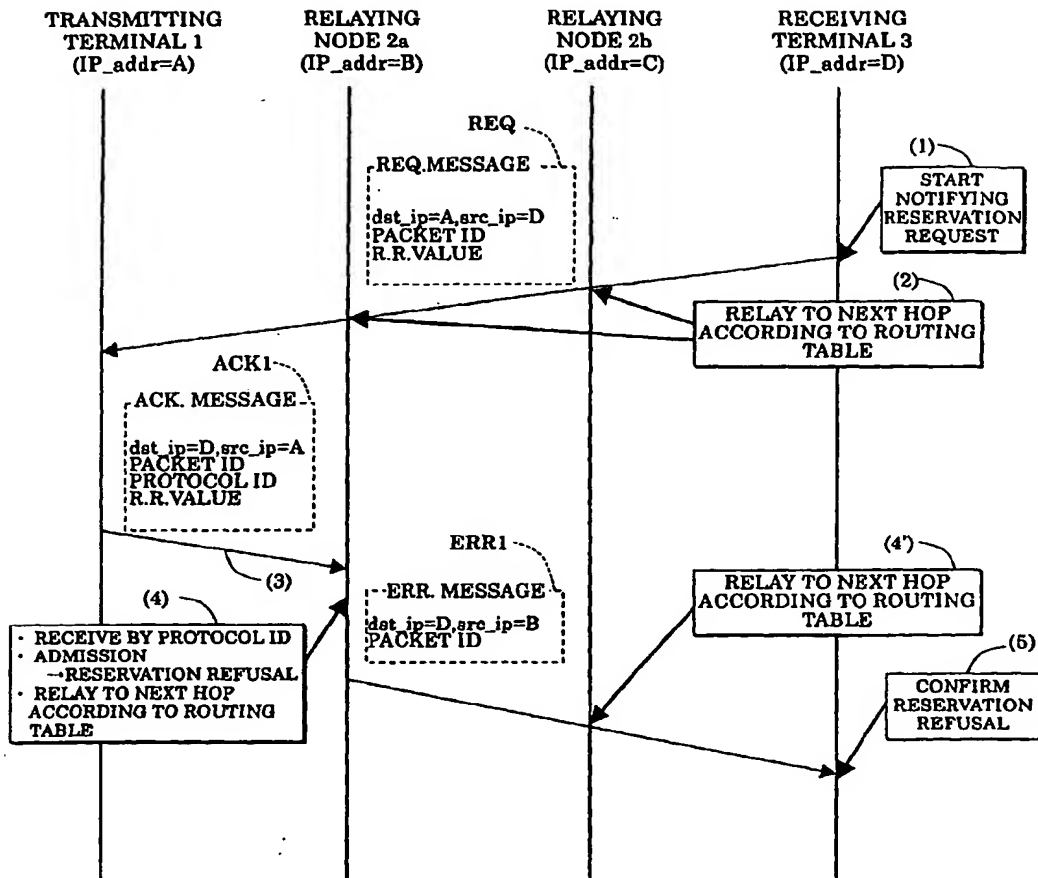 TRANSMITTING
TERMINAL 1
(IP_addr=A)
RELAYING
NODE 2a
(IP_addr=B)
RELAYING
NODE 2b
(IP_addr=C)
RECEIVING
TERMINAL 3
(IP_addr=D)
REQ
REQ.MESSAGE
dst_ip=A,src_ip=D
PACKET ID
R.R.VALUE
(1)
START
NOTIFYING
RESERVATION
REQUEST
(2)
RELAY TO NEXT HOP
ACCORDING TO ROUTING
TABLE
ACK1
ACK. MESSAGE
dst_ip=D,src_ip=A
PACKET ID
PROTOCOL ID
R.R.VALUE
(3)
ERR1
ERR. MESSAGE
dst_ip=D,src_ip=B
PACKET ID
(4')
RELAY TO NEXT HOP
ACCORDING TO ROUTING
TABLE
(4)
· RECEIVE BY PROTOCOL ID
· ADMISSION
→RESERVATION REFUSAL
· RELAY TO NEXT HOP
ACCORDING TO ROUTING
TABLE
(5)
CONFIRM
RESERVATION
REFUSAL